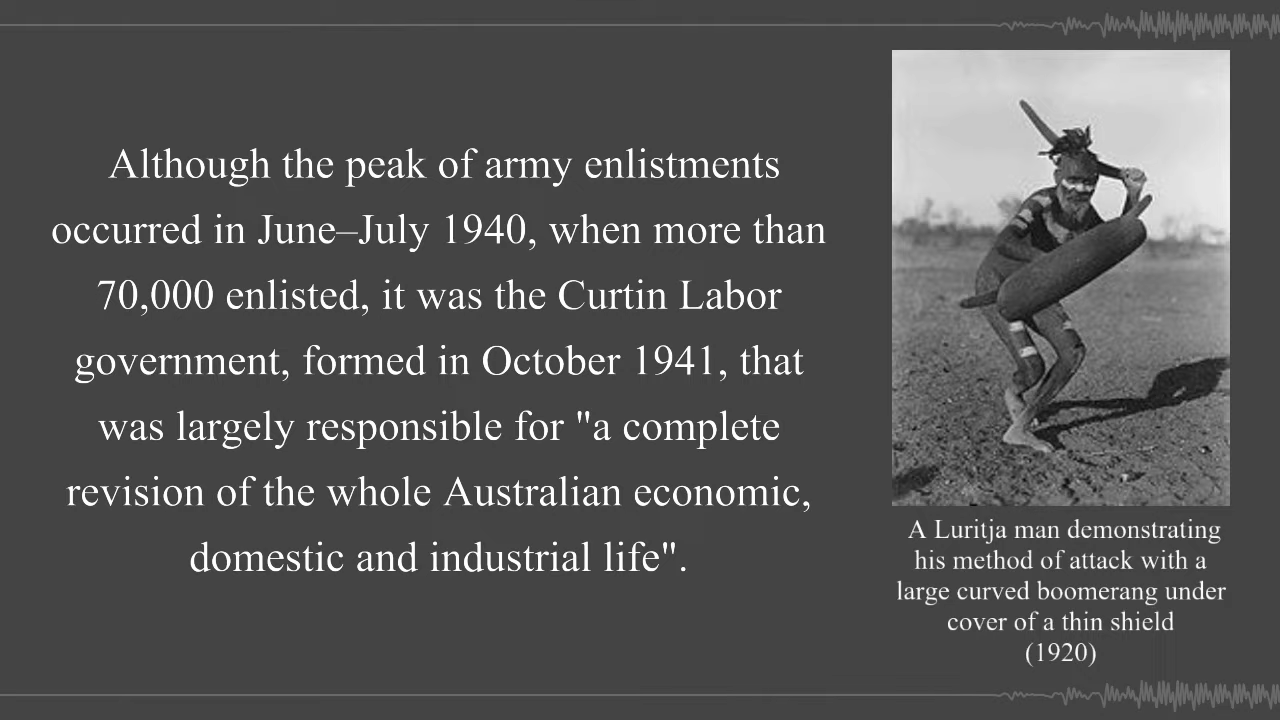 Although the peak of army enlistments
occurred in June–July 1940, when more than
70,000 enlisted, it was the Curtin Labor
government, formed in October 1941, that
was largely responsible for "a complete
revision of the whole Australian economic,
domestic and industrial life".
A Luritja man demonstrating
his method of attack with a
large curved boomerang under
cover of a thin shield
(1920)